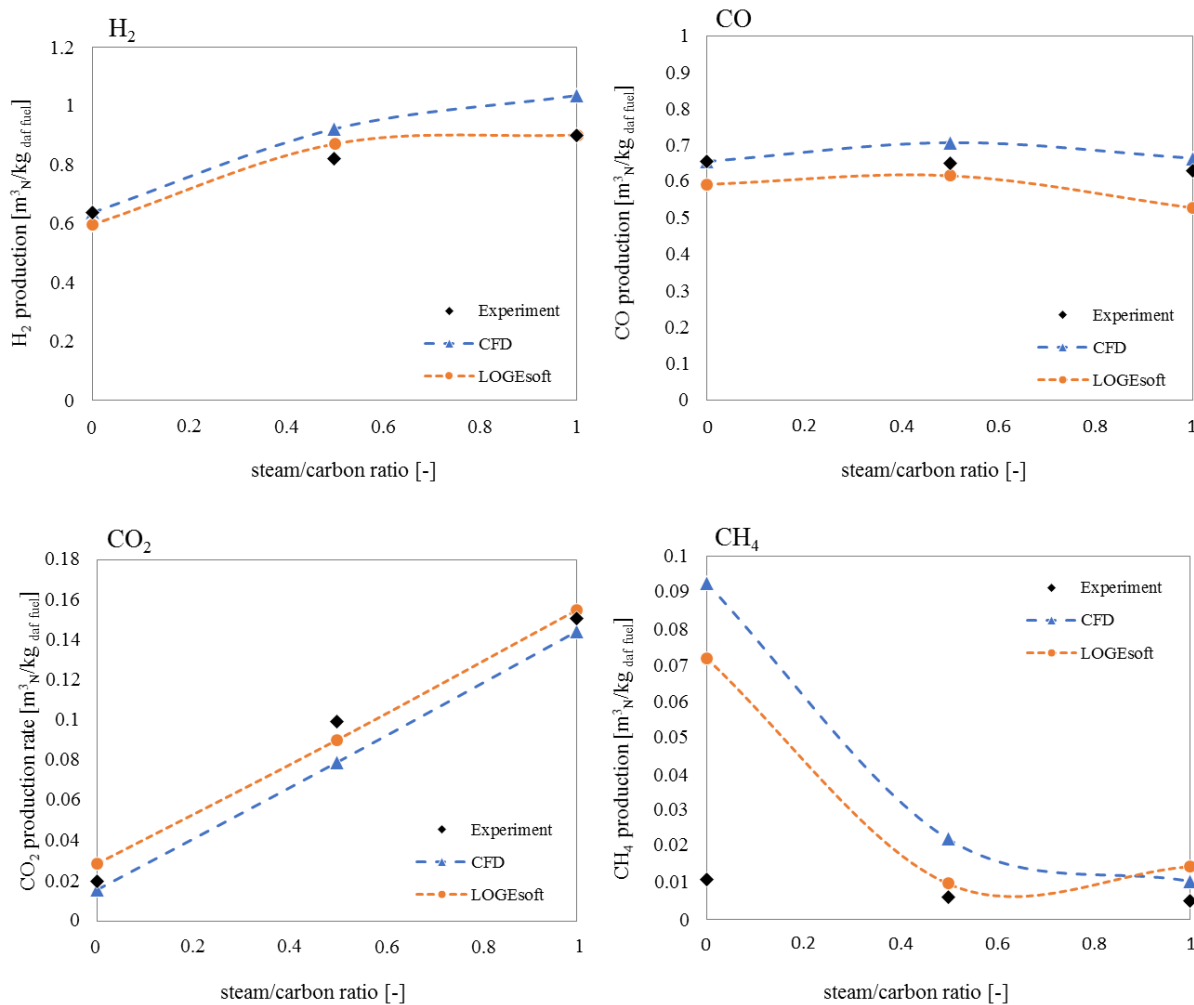 H2
H2 production [m3N/kg daf fuel]
1.2
1
0.8
0.6
0.4
0.2
0
0
0.2
0.4
0.6
0.8
1
steam/carbon ratio [-]
Experiment
CFD
LOGEsoft
CO
CO production [m3N/kg daf fuel]
1
0.9
0.8
0.7
0.6
0.5
0.4
0.3
0.2
0.1
0
0
0.2
0.4
0.6
0.8
1
steam/carbon ratio [-]
Experiment
CFD
LOGEsoft
CO2
CO2 production rate [m3N/kg daf fuel]
0.18
0.16
0.14
0.12
0.1
0.08
0.06
0.04
0.02
0
0
0.2
0.4
0.6
0.8
1
steam/carbon ratio [-]
Experiment
CFD
LOGEsoft
CH4
CH4 production [m3N/kg daf fuel]
0.1
0.09
0.08
0.07
0.06
0.05
0.04
0.03
0.02
0.01
0
0
0.2
0.4
0.6
0.8
1
steam/carbon ratio [-]
Experiment
CFD
LOGEsoft